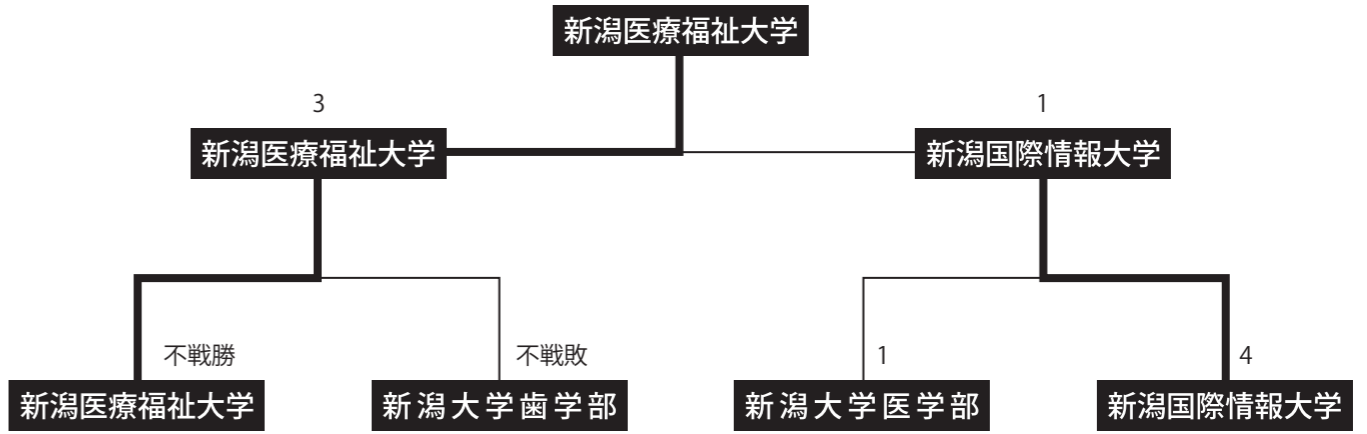 新潟医療福祉大学
3
1
新潟医療福祉大学
新潟国際情報大学
不戦勝
不戦敗
1
4
新潟医療福祉大学
新潟大学歯学部
新潟大学医学部
新潟国際情報大学